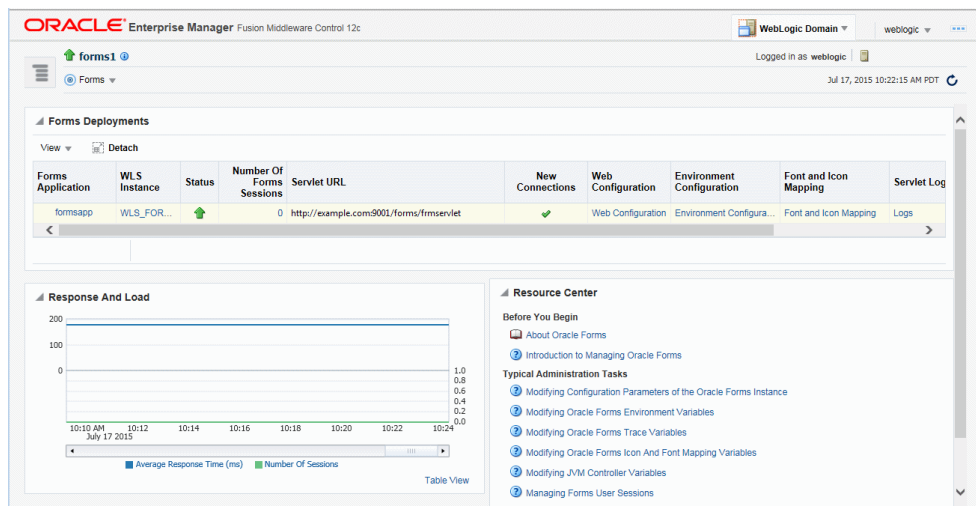 ORACLE Enterprise Manager Fusion Middleware Control 12c
WebLogic Domain
weblogic
forms1
Logged in as weblogic
Forms
Jul 17, 2015 10:22:15 AM PDT
Forms Deployments
View
Detach
Forms Application
WLS Instance
Status
Number Of Forms Sessions
Servlet URL
New Connections
Web Configuration
Environment Configuration
Font and Icon Mapping
Servlet Log
formsapp
WLS_FOR...
0
http://example.com:9001/forms/frmservlet
Web Configuration
Environment Configura...
Font and Icon Mapping
Logs
Response And Load
200
100
0
1.0
0.8
0.6
0.4
0.2
0.0
10:10 AM 10:12 10:14 10:16 10:18 10:20 10:22 10:24
July 17 2015
Average Response Time (ms) Number Of Sessions
Table View
Resource Center
Before You Begin
About Oracle Forms
Introduction to Managing Oracle Forms
Typical Administration Tasks
Modifying Configuration Parameters of the Oracle Forms Instance
Modifying Oracle Forms Environment Variables
Modifying Oracle Forms Trace Variables
Modifying Oracle Forms Icon And Font Mapping Variables
Modifying JVM Controller Variables
Managing Forms User Sessions